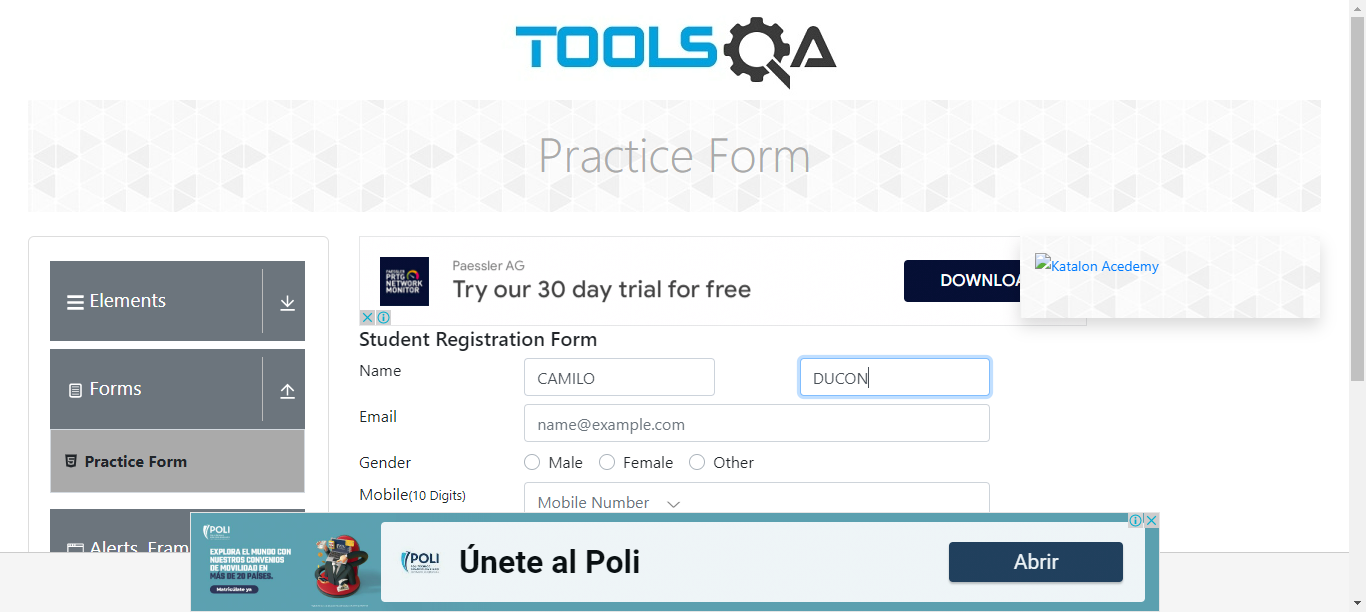 TOOLSQA
Practice Form
Elements
Forms
Practice Form
Alerts, Fram
Paessler AG
Try our 30 day trial for free
PAESSLER
PRTG
NETWORK
MONITOR
DOWNLOA
Katalon Acedemy
Student Registration Form
Name
CAMILO
DUCON
Email
name@example.com
Gender
Male
Female
Other
Mobile(10 Digits)
Mobile Number
POLI
EXPLORA EL MUNDO CON
NUESTROS CONVENIOS
DE MOVILIDAD EN
MÁS DE 20 PAÍSES.
Matricúlate ya
POLI
Únete al Poli
Abrir